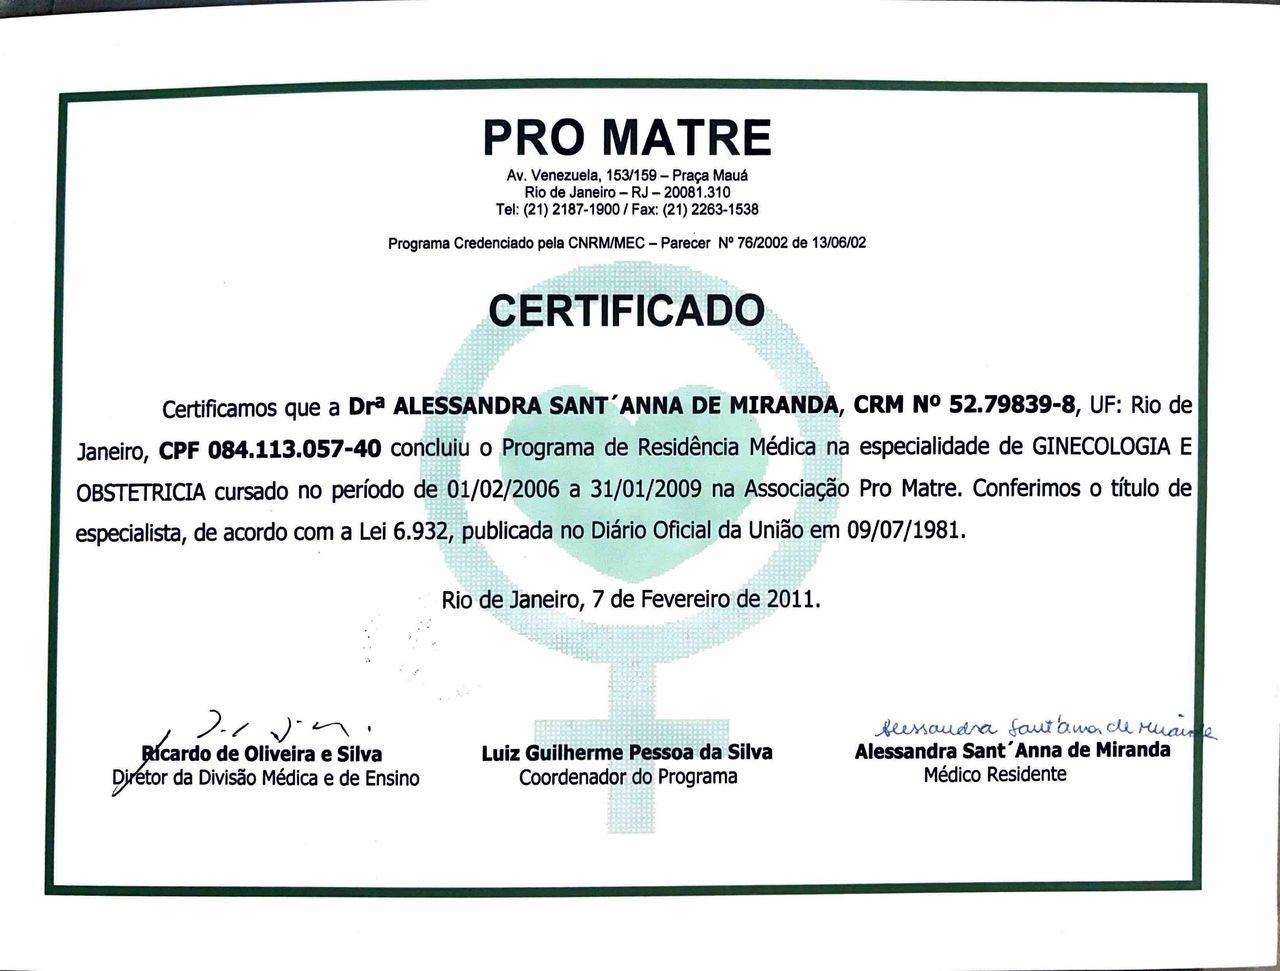 PRO MATRE
Av. Venezuela, 153/159 – Praça Mauá
Rio de Janeiro – RJ – 20081.310
Tel: (21) 2187-1900 / Fax: (21) 2263-1538
Programa Credenciado pela CNRM/MEC – Parecer Nº 76/2002 de 13/06/02
CERTIFICADO
Certificamos que a Drª ALESSANDRA SANT´ANNA DE MIRANDA, CRM Nº 52.79839-8, UF: Rio de
Janeiro, CPF 084.113.057-40 concluiu o Programa de Residência Médica na especialidade de GINECOLOGIA E
OBSTETRICIA cursado no período de 01/02/2006 a 31/01/2009 na Associação Pro Matre. Conferimos o título de
especialista, de acordo com a Lei 6.932, publicada no Diário Oficial da União em 09/07/1981.
Rio de Janeiro, 7 de Fevereiro de 2011.
Alessandra Sant'anna de Miranda
Ricardo de Oliveira e Silva
Diretor da Divisão Médica e de Ensino
Luiz Guilherme Pessoa da Silva
Coordenador do Programa
Alessandra Sant´Anna de Miranda
Médico Residente